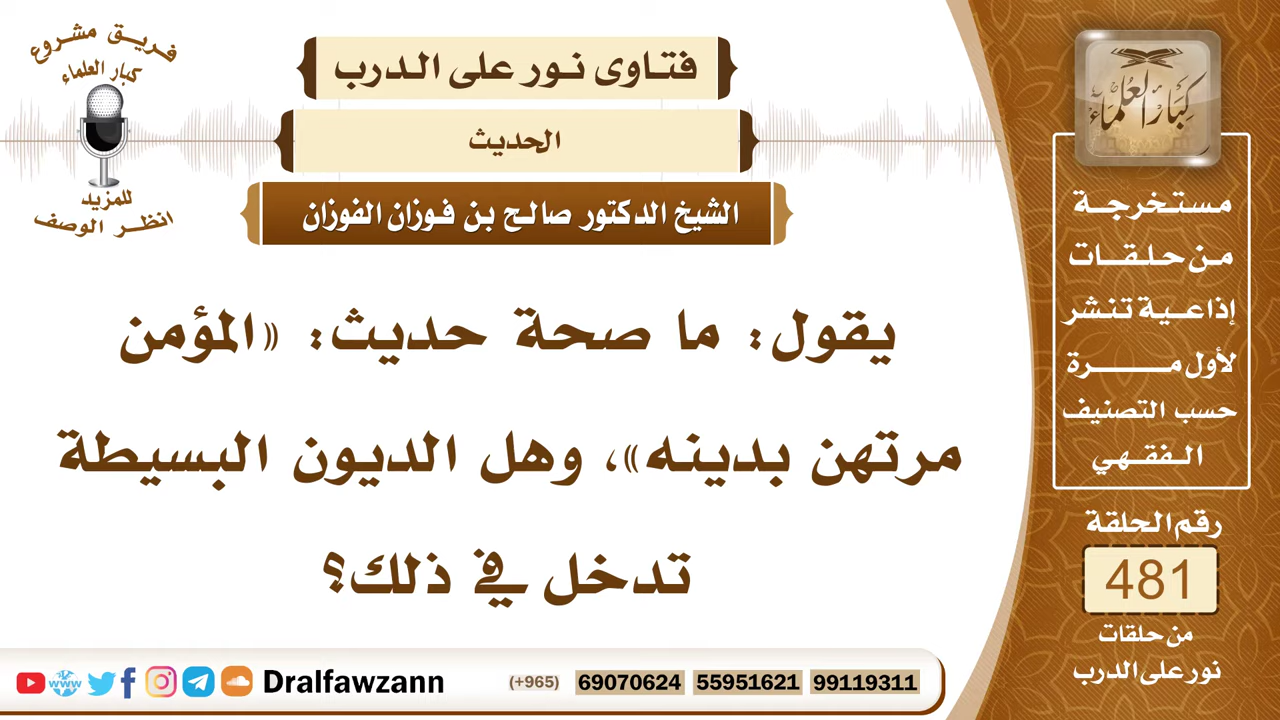 فريق مشروع
كبار العلماء
للمزيد
انظر الوصف
فتاوى نور على الدرب
الحديث
الشيخ الدكتور صالح بن فوزان الفوزان
يقول: ما صحة حديث: «المؤمن
مرتهن بدينه»، وهل الديون البسيطة
تدخل في ذلك؟
كبار العلماء
مستخرجة
من حلقات
إذاعية تنشر
لأول مرة
حسب التصنيف
الفقهي
رقم الحلقة
481
من حلقات
نور على الدرب
www Dralfawzann (+965) 69070624 55951621 99119311